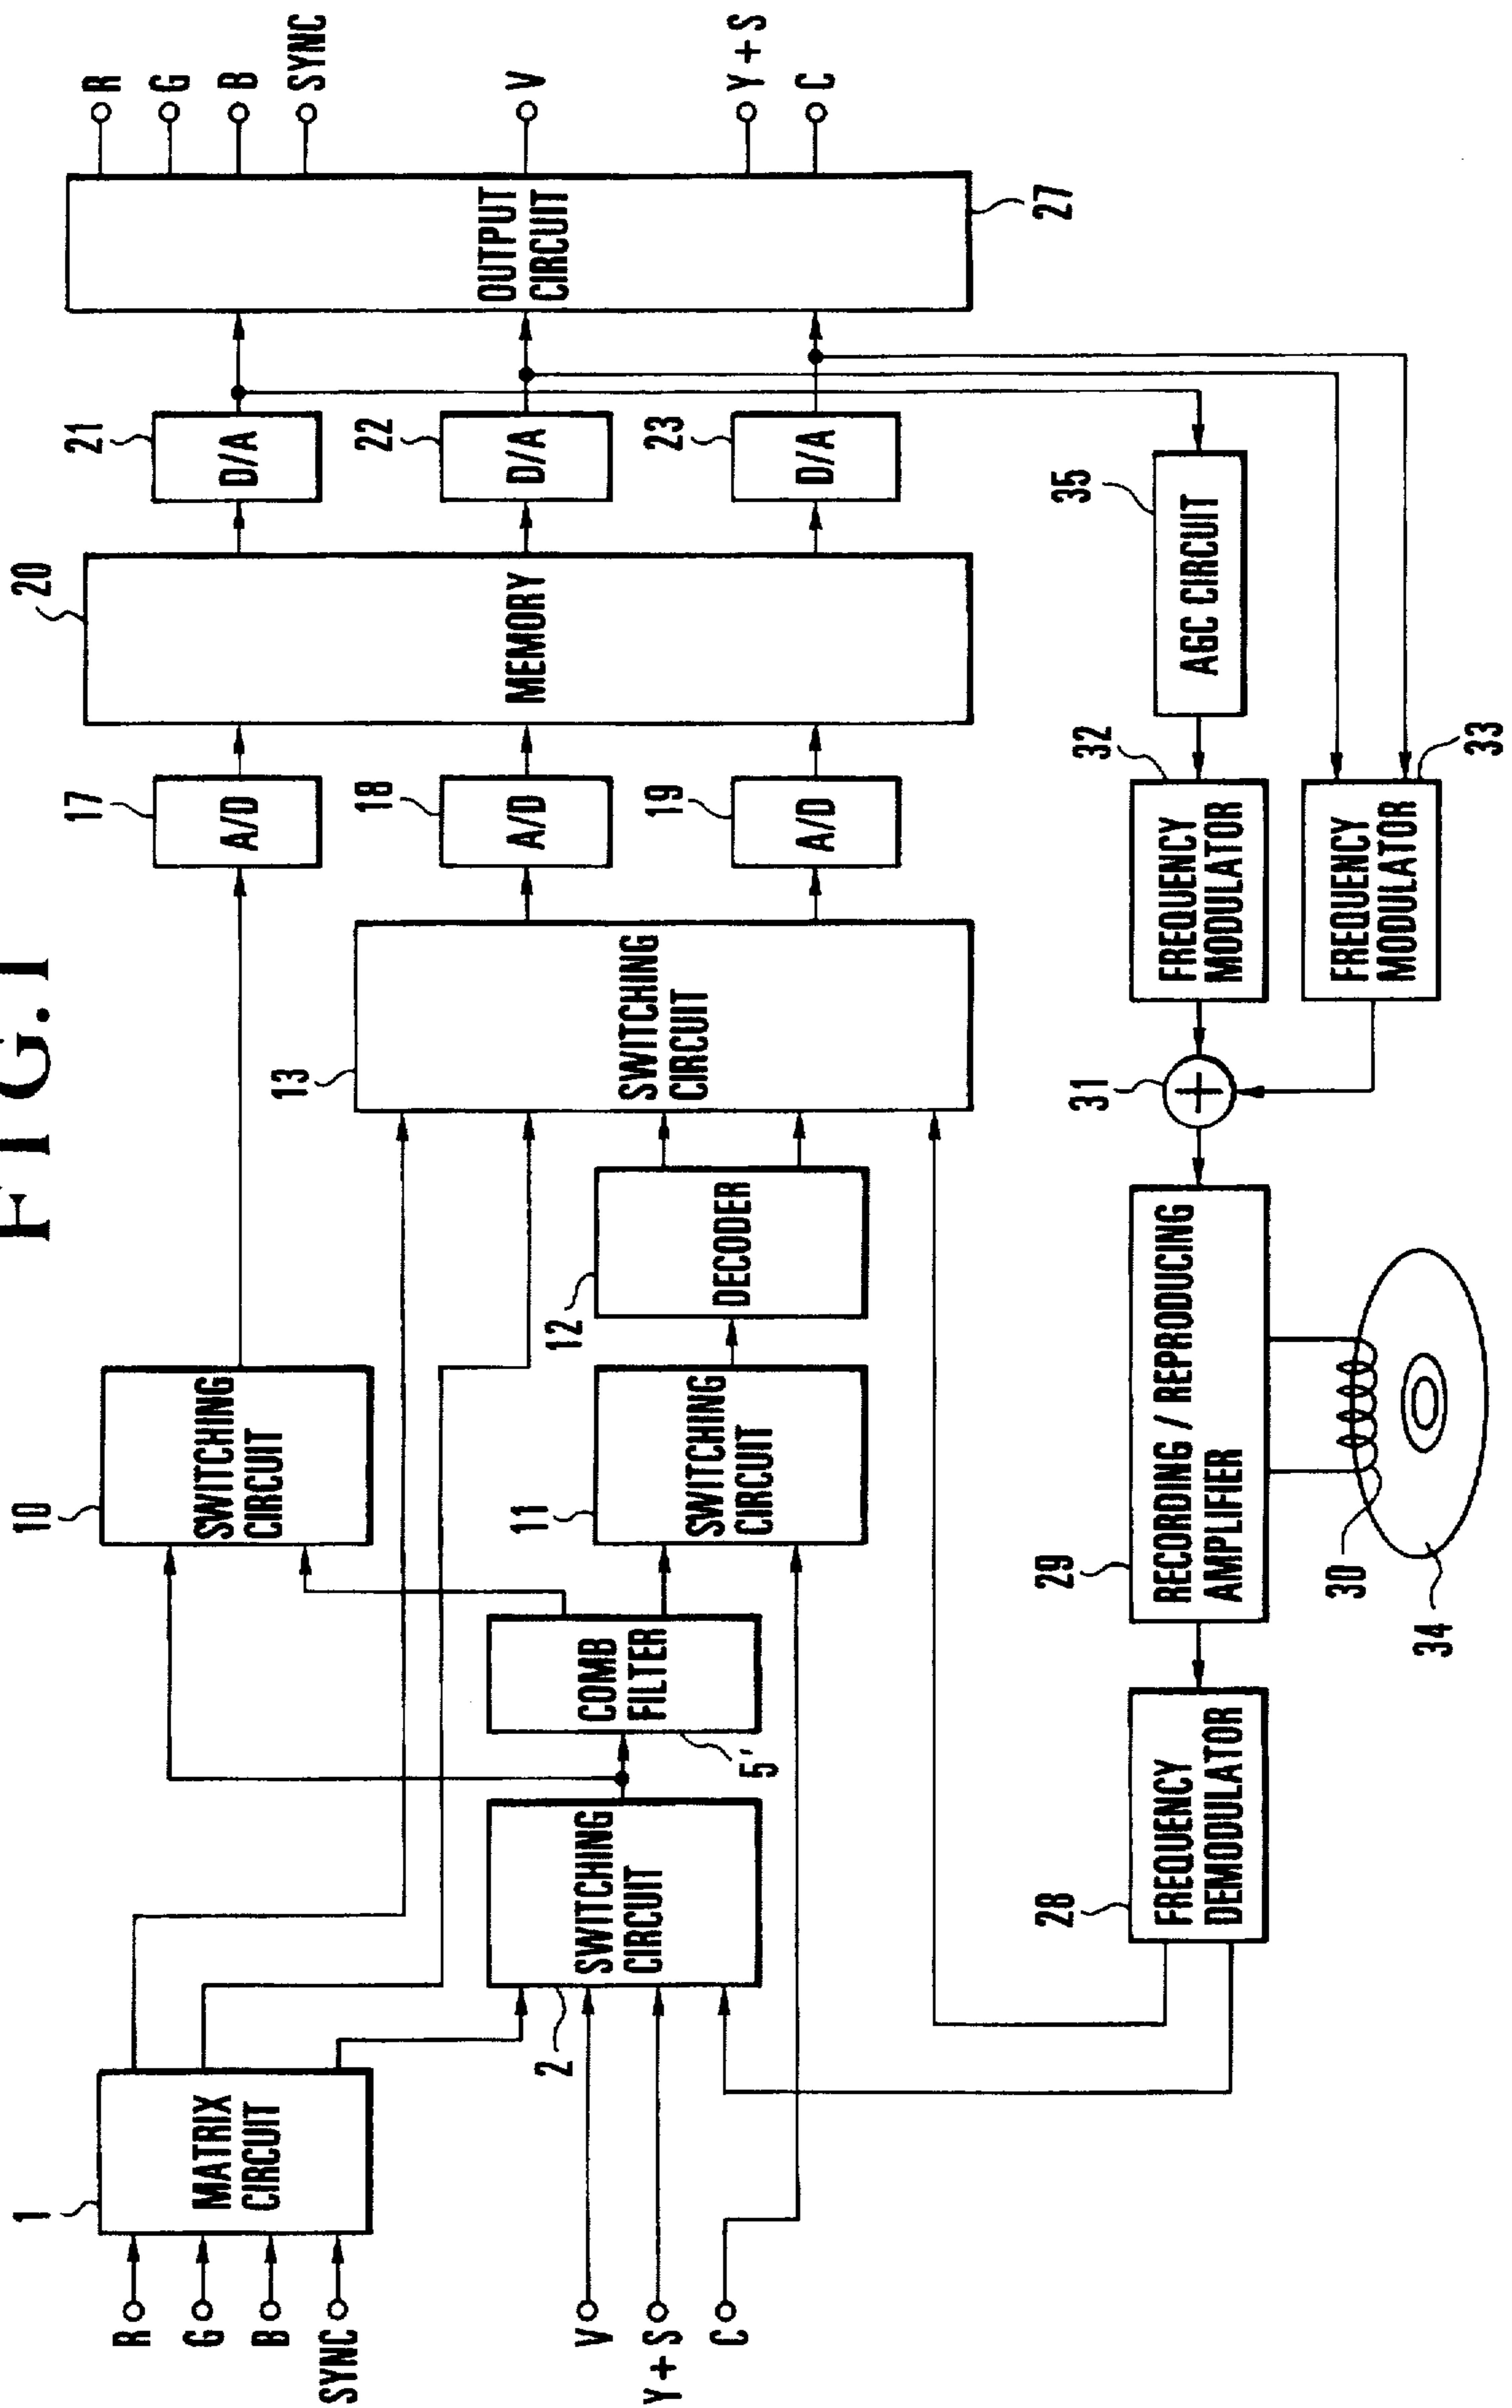 FIG.1
1
MATRIX
CIRCUIT
R
G
B
SYNC
V
Y+S
C
2
SWITCHING
CIRCUIT
COMB
FILTER
5'
10
SWITCHING
CIRCUIT
11
SWITCHING
CIRCUIT
12
DECODER
13
SWITCHING
CIRCUIT
17
A/D
18
A/D
19
A/D
20
MEMORY
21
D/A
22
D/A
23
D/A
OUTPUT
CIRCUIT
27
R
G
B
SYNC
V
Y+S
C
28
FREQUENCY
DEMODULATOR
29
RECORDING / REPRODUCING
AMPLIFIER
30
34
31
+
32
FREQUENCY
MODULATOR
FREQUENCY
MODULATOR
33
35
AGC CIRCUIT